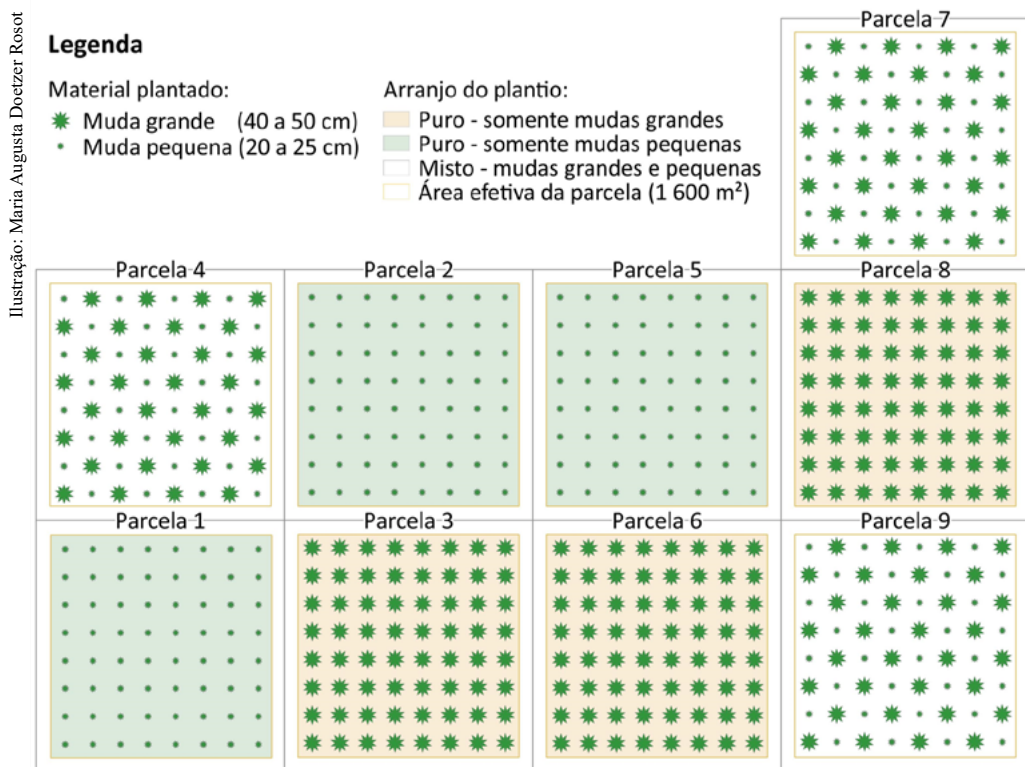 Ilustração: Maria Augusta Doetzer Rosot
Legenda
Material plantado:
Muda grande (40 a 50 cm)
Muda pequena (20 a 25 cm)
Arranjo do plantio:
Puro - somente mudas grandes
Puro - somente mudas pequenas
Misto - mudas grandes e pequenas
Área efetiva da parcela (1 600 m²)
Parcela 7
Parcela 4
Parcela 2
Parcela 5
Parcela 8
Parcela 1
Parcela 3
Parcela 6
Parcela 9